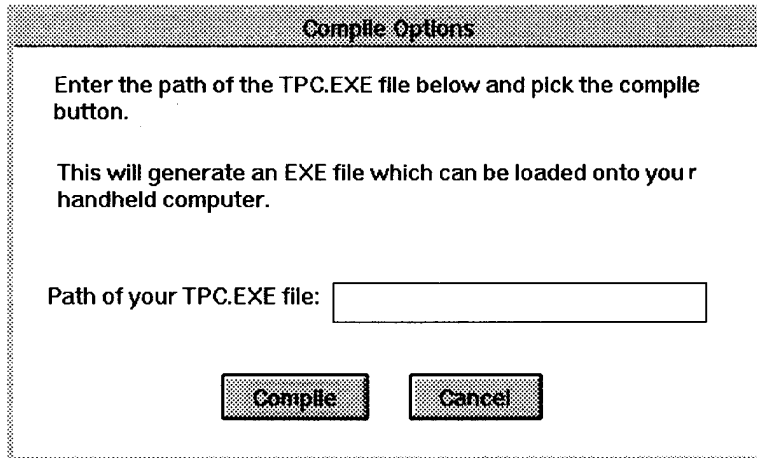 Compile Options
Enter the path of the TPC.EXE file below and pick the compile
button.
This will generate an EXE file which can be loaded onto your
handheld computer.
Path of your TPC.EXE file:
Compile Cancel